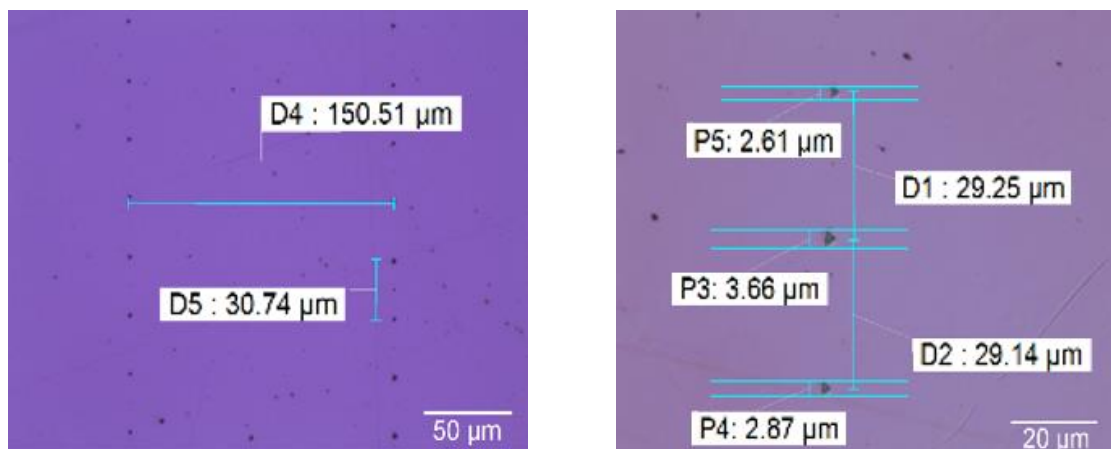 D4 : 150.51 µm
D5 : 30.74 µm
50 µm
P5: 2.61 µm
D1 : 29.25 µm
P3: 3.66 µm
D2 : 29.14 µm
P4: 2.87 µm
20 µm